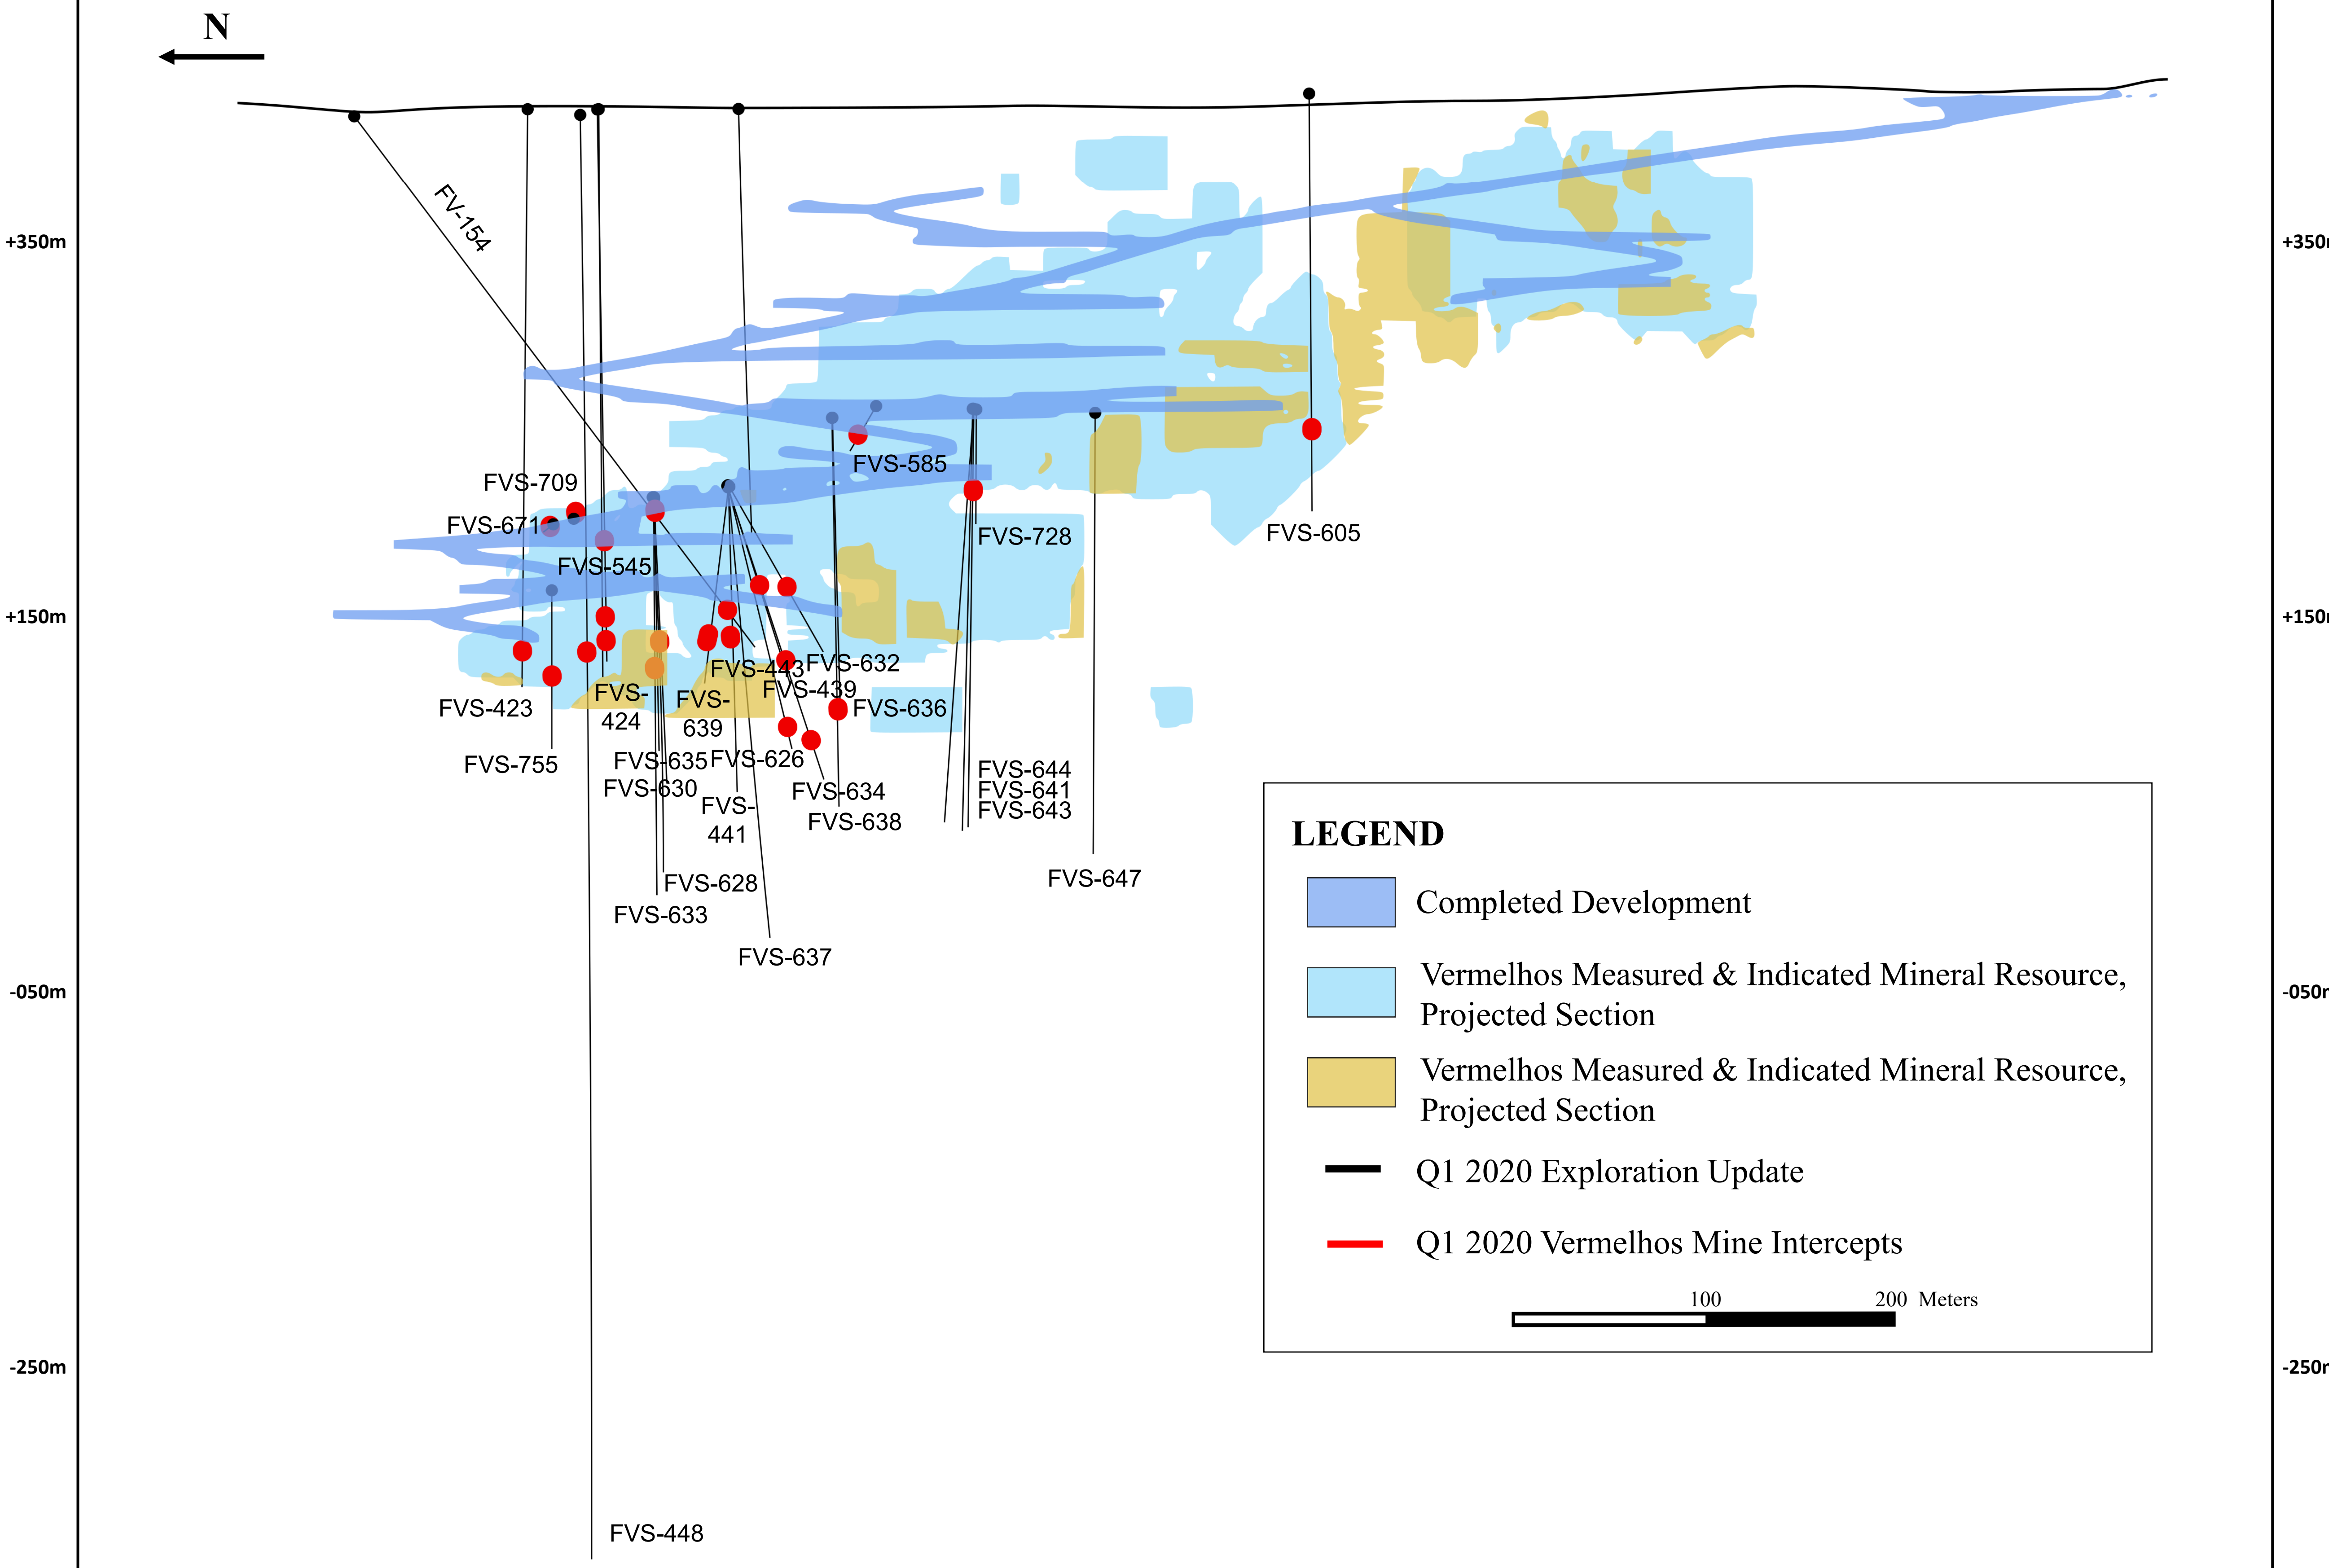 N
FV-154
+350m
+350m
FVS-585
FVS-709
FVS-671
FVS-728
FVS-605
FVS-545
+150m
+150m
FVS-443
FVS-632
FVS-439
FVS-423
FVS-
424
FVS-
639
FVS-636
FVS-755
FVS-635
FVS-626
FVS-630
FVS-634
FVS-644
FVS-641
FVS-643
FVS-
441
FVS-638
FVS-647
FVS-628
FVS-633
FVS-637
-050m
-050m
LEGEND
Completed Development
Vermelhos Measured & Indicated Mineral Resource,
Projected Section
Vermelhos Measured & Indicated Mineral Resource,
Projected Section
Q1 2020 Exploration Update
Q1 2020 Vermelhos Mine Intercepts
100 200 Meters
-250m
-250m
FVS-448